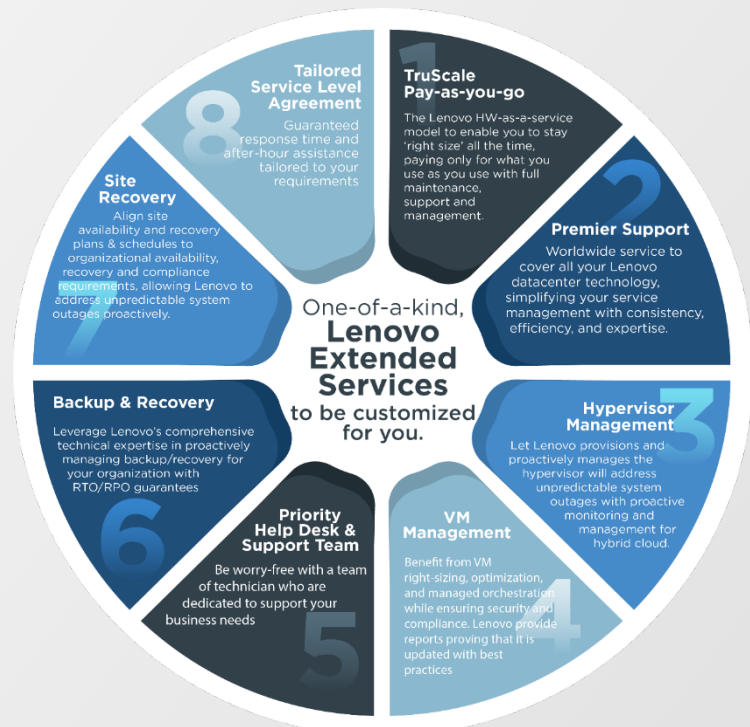 One-of-a-kind,
Lenovo
Extended
Services
to be customized
for you.
1
TruScale
Pay-as-you-go
The Lenovo HW-as-a-service
model to enable you to stay
‘right size’ all the time,
paying only for what you
use as you use with full
maintenance,
support and
management.
2
Premier Support
Worldwide service to
cover all your Lenovo
datacenter technology,
simplifying your service
management with consistency,
efficiency, and expertise.
3
Hypervisor
Management
Let Lenovo provisions and
proactively manages the
hypervisor will address
unpredictable system
outages with proactive
monitoring and
management for
hybrid cloud.
4
VM
Management
Benefit from VM
right-sizing, optimization,
and managed orchestration
while ensuring security and
compliance. Lenovo provide
reports proving that it is
updated with best
practices
5
Priority
Help Desk &
Support Team
Be worry-free with a team
of technician who are
dedicated to support your
business needs
6
Backup & Recovery
Leverage Lenovo’s comprehensive
technical expertise in proactively
managing backup/recovery for
your organization with
RTO/RPO guarantees
7
Site
Recovery
Align site
availability and recovery
plans & schedules to
organizational availability,
recovery and compliance
requirements, allowing Lenovo to
address unpredictable system
outages proactively.
8
Tailored
Service Level
Agreement
Guaranteed
response time and
after-hour assistance
tailored to your
requirements